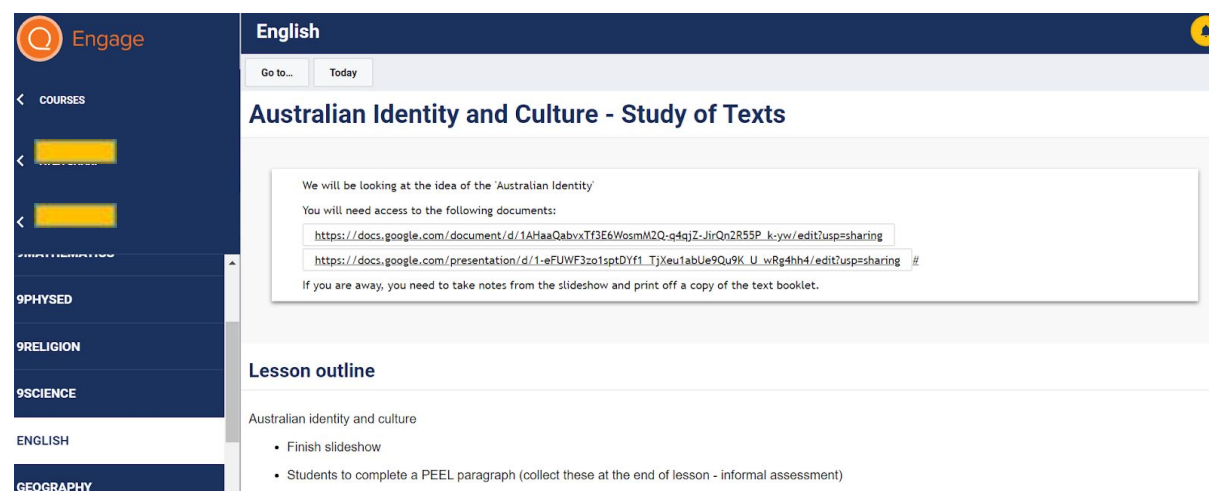 Engage
English
Go to...
Today
COURSES
Australian Identity and Culture - Study of Texts
We will be looking at the idea of the 'Australian Identity'
You will need access to the following documents:
https://docs.google.com/document/d/1AHaaQabvxTf3E6WosmM2Q-q4qjZ-JirQn2R55P_k-yw/edit?usp=sharing
https://docs.google.com/presentation/d/1-eFUWF3zo1sptDYf1_TjXeu1abUe9Qu9K_U_wRg4hh4/edit?usp=sharing #
If you are away, you need to take notes from the slideshow and print off a copy of the text booklet.
9MATHEMATICS
9PHYSED
9RELIGION
9SCIENCE
ENGLISH
GEOGRAPHY
Lesson outline
Australian identity and culture
• Finish slideshow
• Students to complete a PEEL paragraph (collect these at the end of lesson - informal assessment)